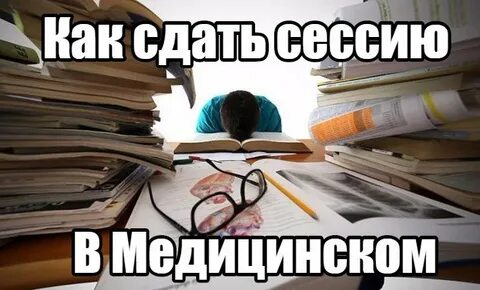 Как сдать сессию
В Медицинском